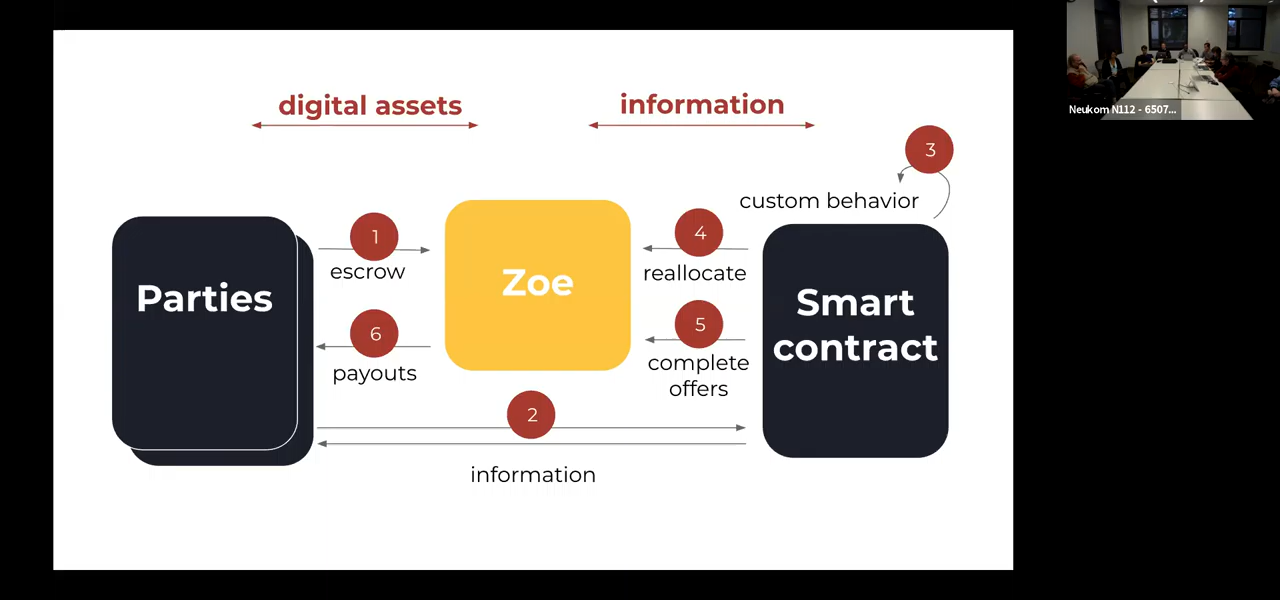 digital assets
information
3
custom behavior
1
escrow
4
reallocate
Parties
Zoe
Smart
contract
6
payouts
5
complete
offers
2
information
Neukom N112 - 6507...